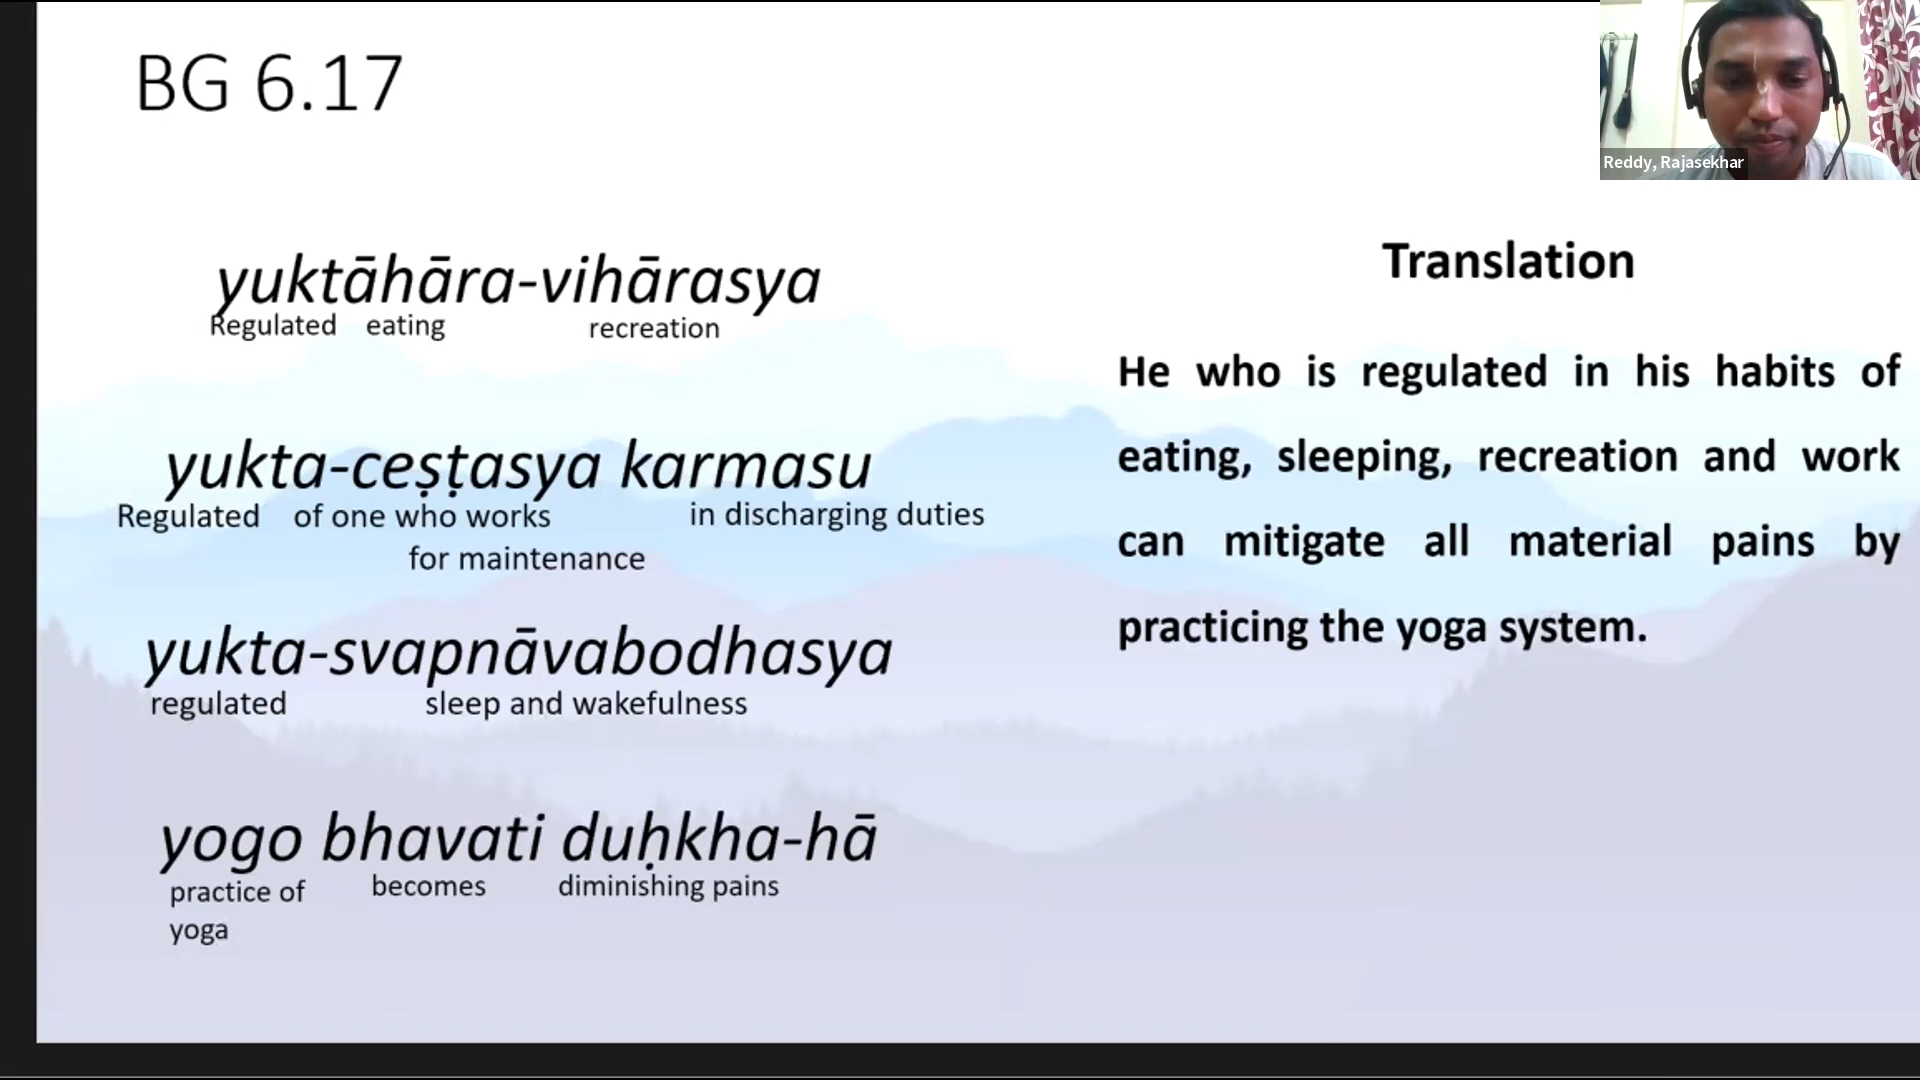 BG 6.17
Reddy, Rajasekhar
yuktāhāra-vihārasya
Regulated eating recreation
yukta-ceṣṭasya karmasu
Regulated of one who works in discharging duties
for maintenance
yukta-svapnāvabodhasya
regulated sleep and wakefulness
yogo bhavati duḥkha-hā
practice of becomes diminishing pains
yoga
Translation
He who is regulated in his habits of
eating, sleeping, recreation and work
can mitigate all material pains by
practicing the yoga system.